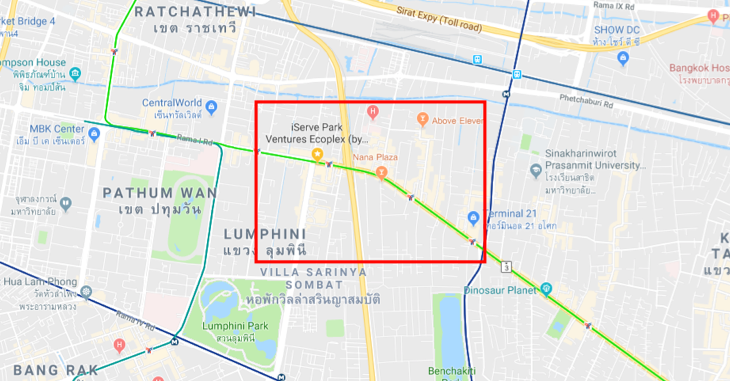 RATCHATHEWI
เขต ราชเทวี
Sirat Expy (Toll road)
Rama IX Rd
Market Bridge 4
SHOW DC
ห้าง โชว์ ดี ซี
Thompson House
พิพิธภัณฑ์บ้าน
จิม ทอมป์สัน
Bangkok Hos
โรงพยาบาลกรุ
CentralWorld
เซ็นทรัลเวิลด์
Phetchaburi Rd
MBK Center
เอ็ม บี เค เซ็นเตอร์
Rama I Rd
iServe Park
Ventures Ecoplex (by...
Above Eleven
Nana Plaza
Sinakharinwirot
Prasanmit University...
โรงเรียนสาธิต
มหาวิทยาลัย...
จุฬาลงกรณ์
มหาวิทยาลัย
PATHUM WAN
เขต ปทุมวัน
LUMPHINI
แขวง ลุมพินี
Terminal 21
เทอร์มินอล 21 อโศก
VILLA SARINYA
SOMBAT
หอพักวิลล่าสรินญาสมบัติ
3
Hua Lam Phong
วัดหัวลำโพง
พระอารามหลวง
Dinosaur Planet
Rama IV Rd
Lumphini Park
สวนลุมพินี
Benchakiti
BANG RAK